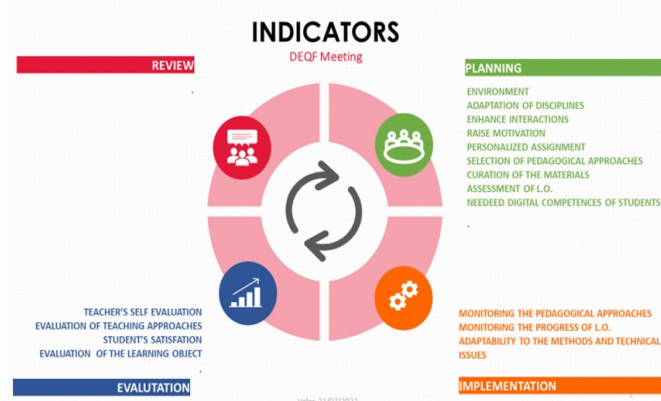 INDICATORS
DEQF Meeting
REVIEW
PLANNING
ENVIRONMENT
ADAPTATION OF DISCIPLINES
ENHANCE INTERACTIONS
RAISE MOTIVATION
PERSONALIZED ASSIGNMENT
SELECTION OF PEDAGOGICAL APPROACHES
CURATION OF THE MATERIALS
ASSESSMENT OF L.O.
NEEDEED DIGITAL COMPETENCES OF STUDENTS
TEACHER'S SELF EVALUATION
EVALUATION OF TEACHING APPROACHES
STUDENT'S SATISFATION
EVALUATION OF THE LEARNING OBJECT
MONITORING THE PEDAGOGICAL APPROACHES
MONITORING THE PROGRESS OF L.O.
ADAPTABILITY TO THE METHODS AND TECHNICAL
ISSUES
EVALUTATION
IMPLEMENTATION